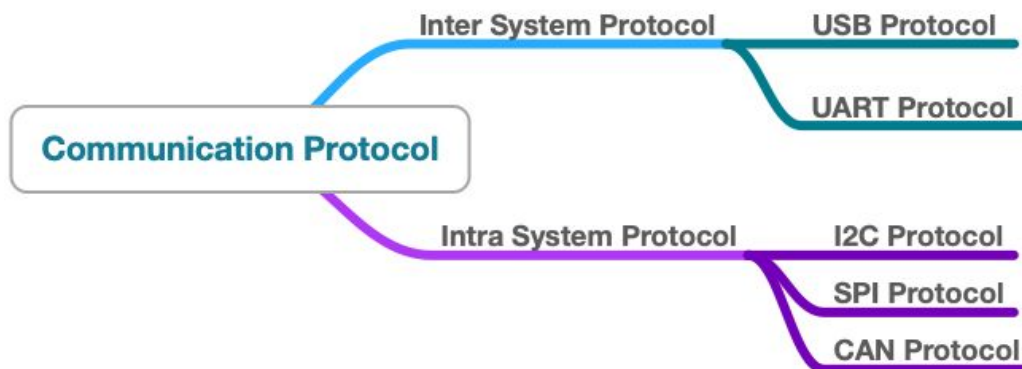 Communication Protocol
Inter System Protocol
USB Protocol
UART Protocol
Intra System Protocol
I2C Protocol
SPI Protocol
CAN Protocol